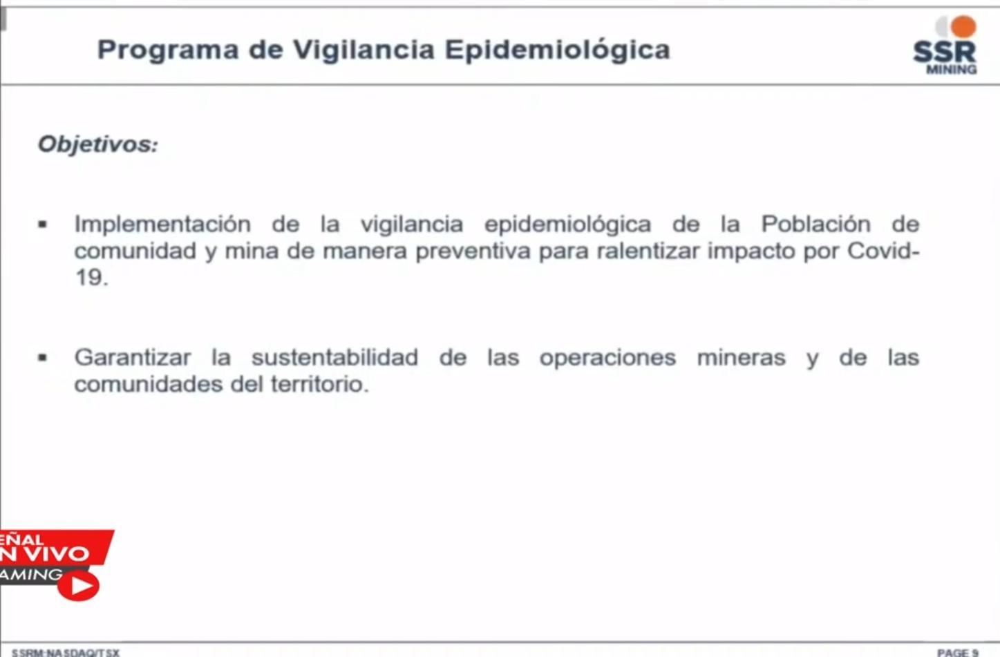 Programa de Vigilancia Epidemiológica
SSR
MINING
Objetivos:
▪ Implementación de la vigilancia epidemiológica de la Población de
comunidad y mina de manera preventiva para ralentizar impacto por Covid-
19.
▪ Garantizar la sustentabilidad de las operaciones mineras y de las
comunidades del territorio.
EÑAL
N VIVO
AMING
SSRM:NASDAQ/TSX
PAGE 9